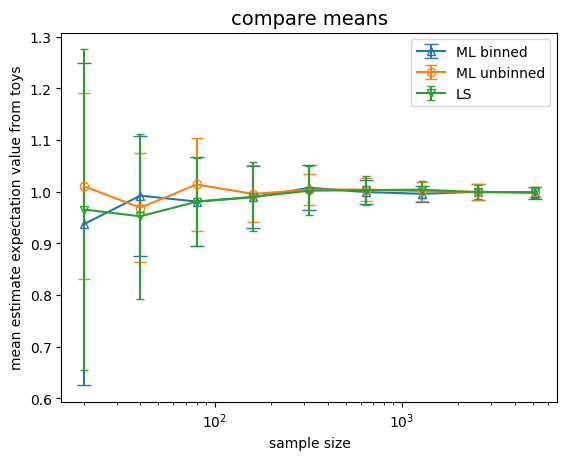 compare means
1.3
1.2
1.1
1.0
0.9
0.8
0.7
0.6
mean estimate expectation value from toys
ML binned
ML unbinned
LS
10²
10³
sample size